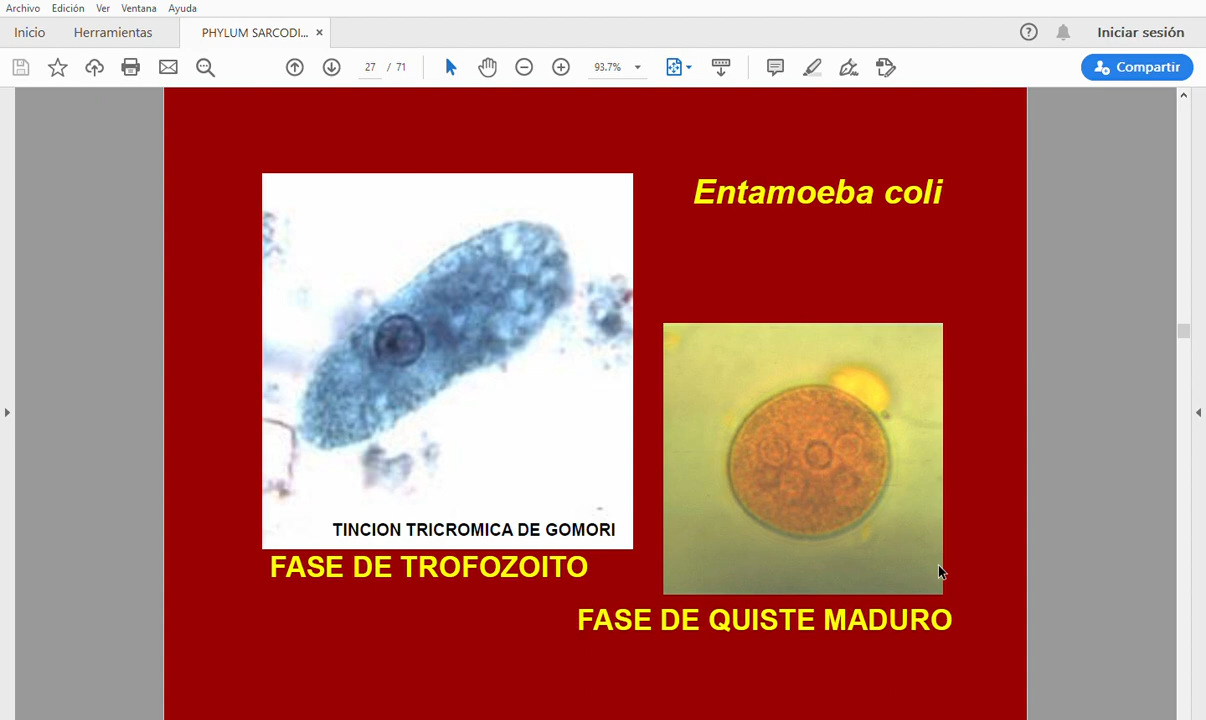 Archivo Edición Ver Ventana Ayuda
Inicio Herramientas PHYLUM SARCODI... × Iniciar sesión
27 / 71 93.7% Compartir
Entamoeba coli
TINCION TRICROMICA DE GOMORI
FASE DE TROFOZOITO
FASE DE QUISTE MADURO